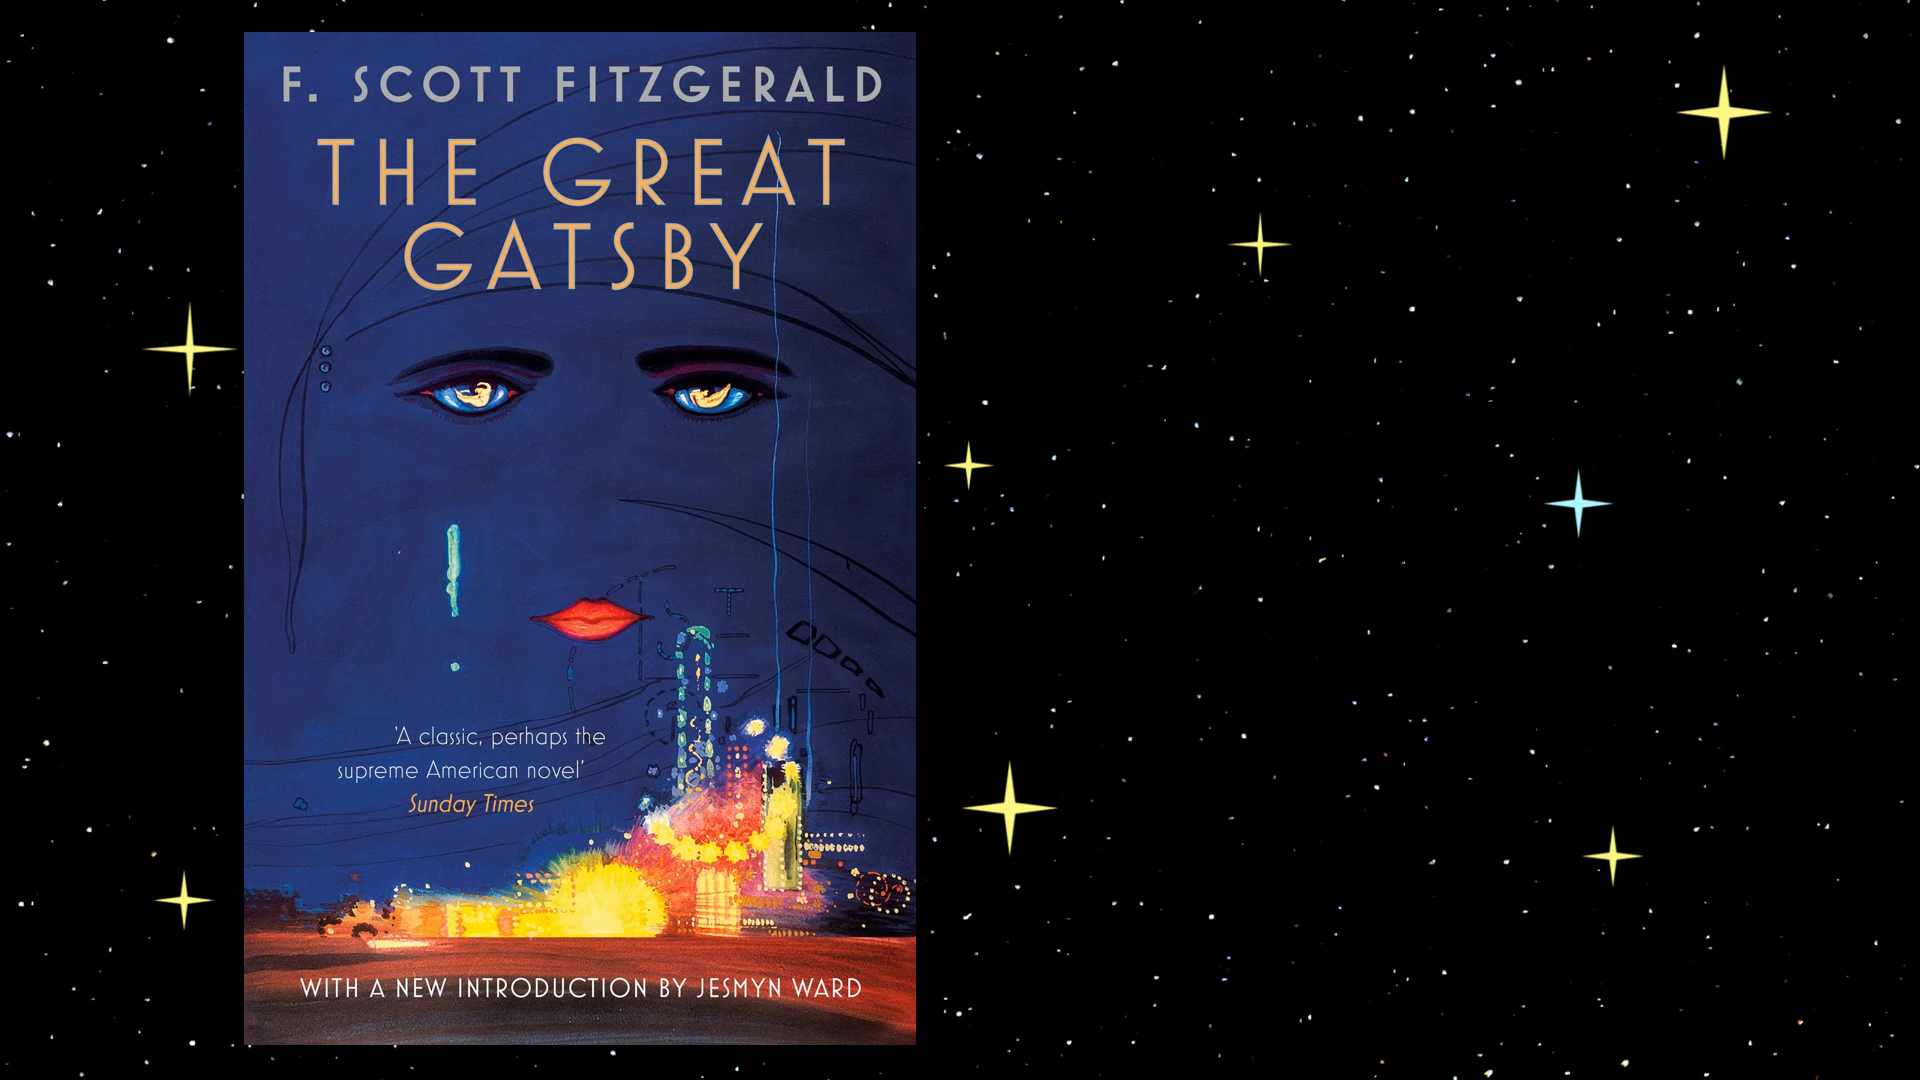 F. SCOTT FITZGERALD
THE GREAT
GATSBY
'A classic, perhaps the
supreme American novel'
Sunday Times
WITH A NEW INTRODUCTION BY JESMYN WARD